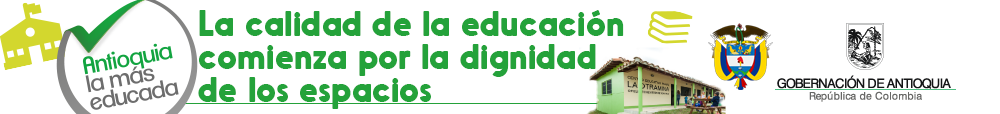 Antioquia
la más
educada
La calidad de la educación
comienza por la dignidad
de los espacios
GOBERNACIÓN DE ANTIOQUIA
República de Colombia